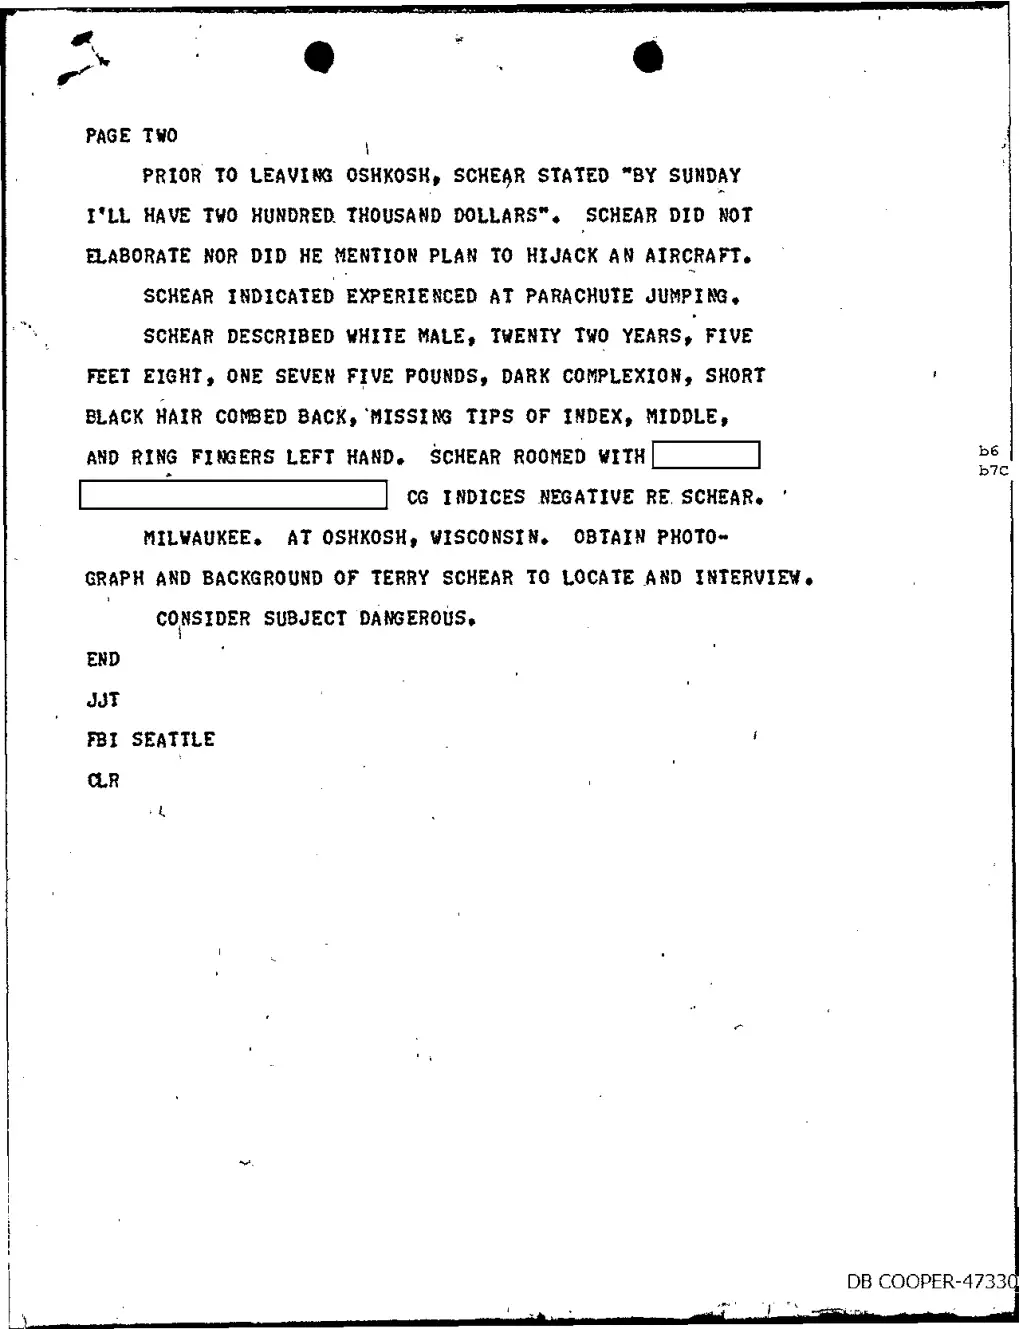 PAGE TWO
PRIOR TO LEAVING OSHKOSH, SCHEAR STATED "BY SUNDAY
I'LL HAVE TWO HUNDRED THOUSAND DOLLARS". SCHEAR DID NOT
ELABORATE NOR DID HE MENTION PLAN TO HIJACK AN AIRCRAFT.
SCHEAR INDICATED EXPERIENCED AT PARACHUTE JUMPING.
SCHEAR DESCRIBED WHITE MALE, TWENTY TWO YEARS, FIVE
FEET EIGHT, ONE SEVEN FIVE POUNDS, DARK COMPLEXION, SHORT
BLACK HAIR COMBED BACK, MISSING TIPS OF INDEX, MIDDLE,
AND RING FINGERS LEFT HAND. SCHEAR ROOMED WITH
b6
b7C
CG INDICES NEGATIVE RE SCHEAR.
MILWAUKEE. AT OSHKOSH, WISCONSIN. OBTAIN PHOTO-
GRAPH AND BACKGROUND OF TERRY SCHEAR TO LOCATE AND INTERVIEW.
CONSIDER SUBJECT DANGEROUS.
END
JJT
FBI SEATTLE
CLR
DB COOPER-47330